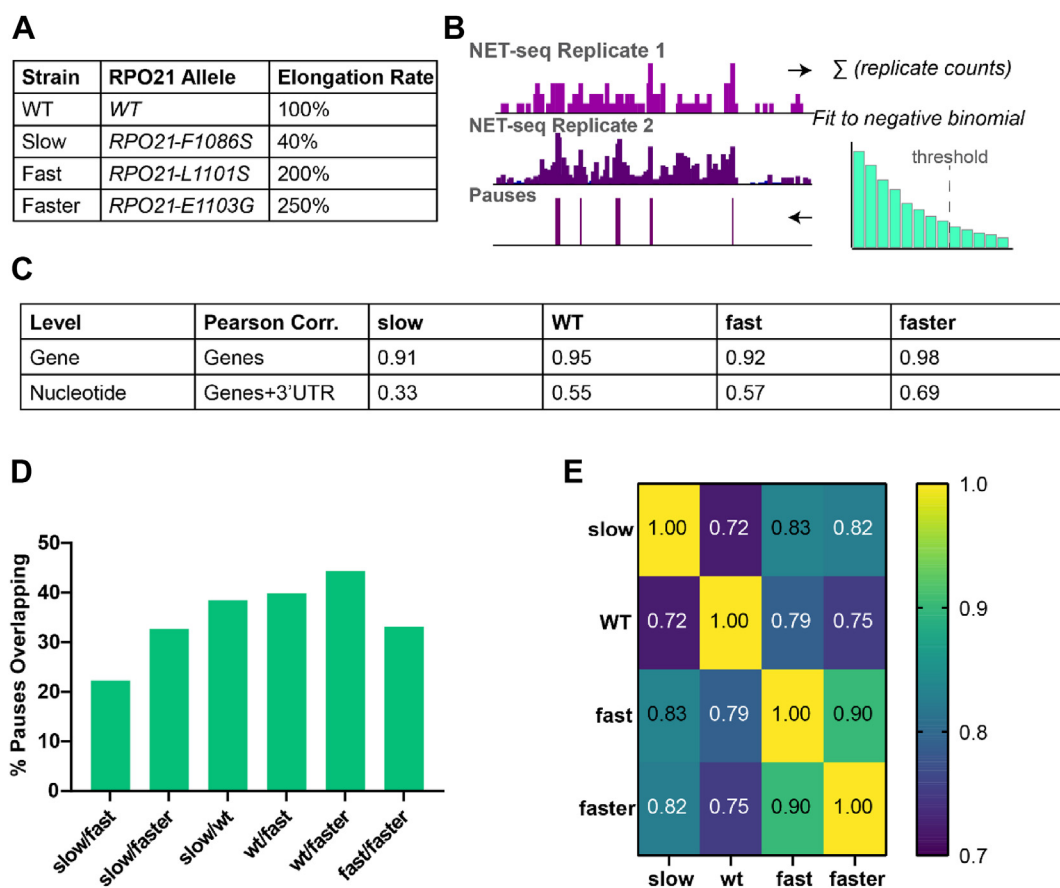 A
Strain RPO21 Allele Elongation Rate
WT WT 100%
Slow RPO21-F1086S 40%
Fast RPO21-L1101S 200%
Faster RPO21-E1103G 250%
B
NET-seq Replicate 1
Σ (replicate counts)
NET-seq Replicate 2
Fit to negative binomial
threshold
Pauses
C
Level Pearson Corr. slow WT fast faster
Gene Genes 0.91 0.95 0.92 0.98
Nucleotide Genes+3'UTR 0.33 0.55 0.57 0.69
D
% Pauses Overlapping
50
40
30
20
10
0
slow/fast
slow/faster
slow/wt
wt/fast
wt/faster
fast/faster
E
slow 1.00 0.72 0.83 0.82
WT 0.72 1.00 0.79 0.75
fast 0.83 0.79 1.00 0.90
faster 0.82 0.75 0.90 1.00
slow wt fast faster
1.0
0.9
0.8
0.7